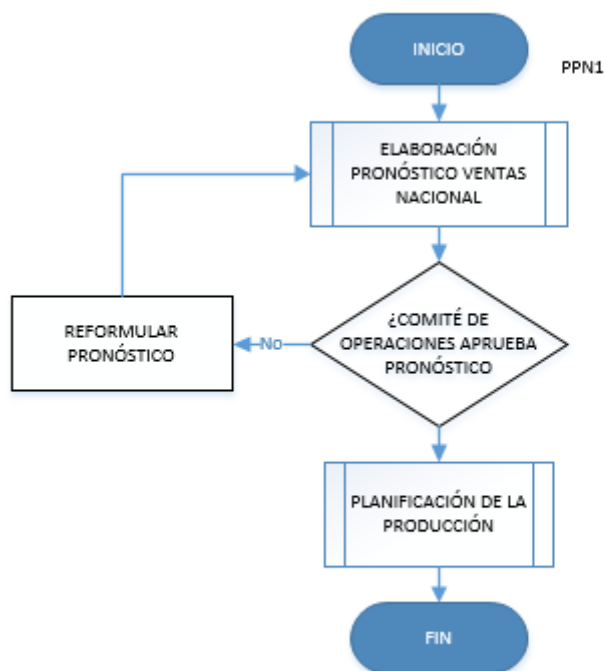 INICIO
PPN1
ELABORACIÓN
PRONÓSTICO VENTAS
NACIONAL
¿COMITÉ DE
OPERACIONES APRUEBA
PRONÓSTICO
No
REFORMULAR
PRONÓSTICO
PLANIFICACIÓN DE LA
PRODUCCIÓN
FIN